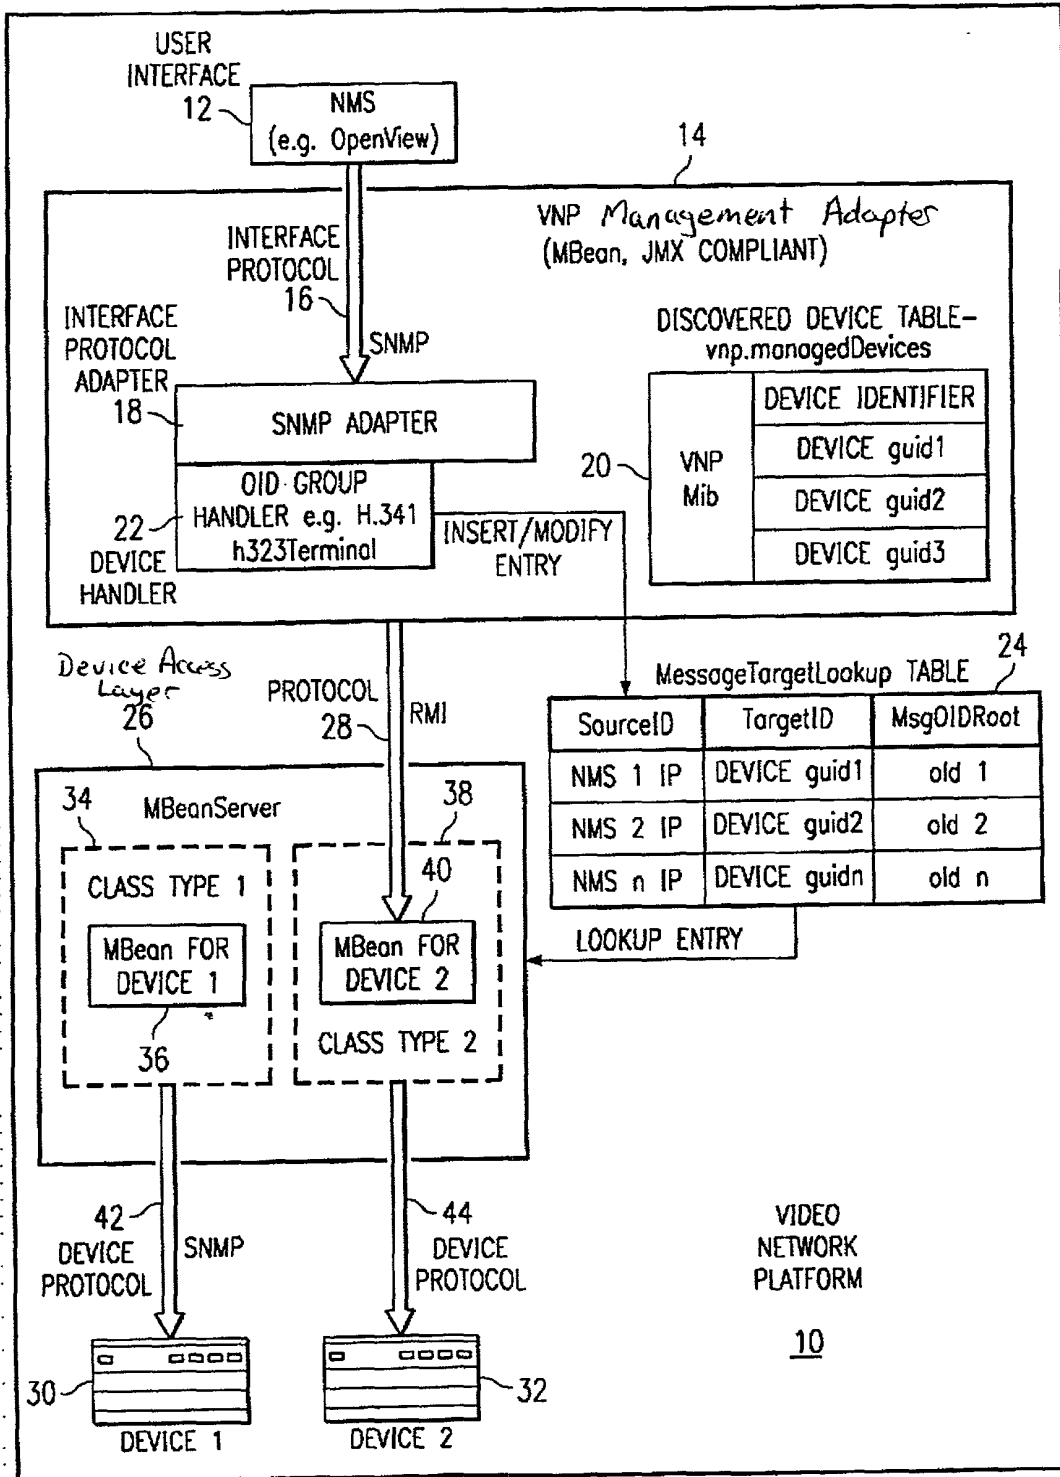 USER
INTERFACE
12
NMS
(e.g. OpenView)
14
VNP Management Adapter
(MBean, JMX COMPLIANT)
INTERFACE
PROTOCOL
16
SNMP
INTERFACE
PROTOCOL
ADAPTER
18
SNMP ADAPTER
DISCOVERED DEVICE TABLE-
vnp.managedDevices
20
VNP
Mib
DEVICE IDENTIFIER
DEVICE guid1
DEVICE guid2
DEVICE guid3
OID GROUP
HANDLER e.g. H.341
h323Terminal
22
DEVICE
HANDLER
INSERT/MODIFY
ENTRY
Device Access
Layer
26
PROTOCOL
28
RMI
24
MessageTargetLookup TABLE
SourceID TargetID MsgOIDRoot
NMS 1 IP DEVICE guid1 old 1
NMS 2 IP DEVICE guid2 old 2
NMS n IP DEVICE guidn old n
LOOKUP ENTRY
MBeanServer
34
CLASS TYPE 1
MBean FOR
DEVICE 1
36
38
40
MBean FOR
DEVICE 2
CLASS TYPE 2
42
DEVICE
PROTOCOL
SNMP
44
DEVICE
PROTOCOL
30
DEVICE 1
32
DEVICE 2
VIDEO
NETWORK
PLATFORM
10